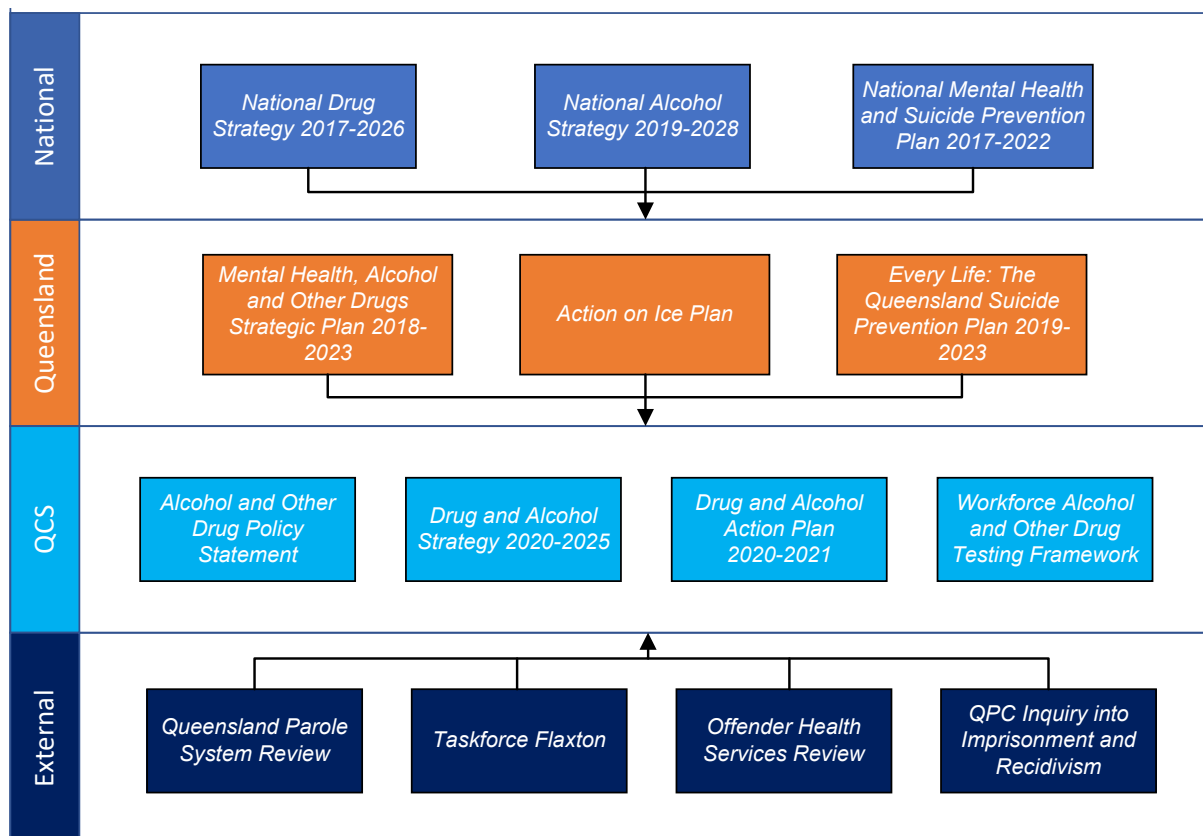 National
National Drug
Strategy 2017-2026
National Alcohol
Strategy 2019-2028
National Mental Health
and Suicide Prevention
Plan 2017-2022
Queensland
Mental Health, Alcohol
and Other Drugs
Strategic Plan 2018-
2023
Action on Ice Plan
Every Life: The
Queensland Suicide
Prevention Plan 2019-
2023
QCS
Alcohol and Other
Drug Policy
Statement
Drug and Alcohol
Strategy 2020-2025
Drug and Alcohol
Action Plan
2020-2021
Workforce Alcohol
and Other Drug
Testing Framework
External
Queensland Parole
System Review
Taskforce Flaxton
Offender Health
Services Review
QPC Inquiry into
Imprisonment and
Recidivism